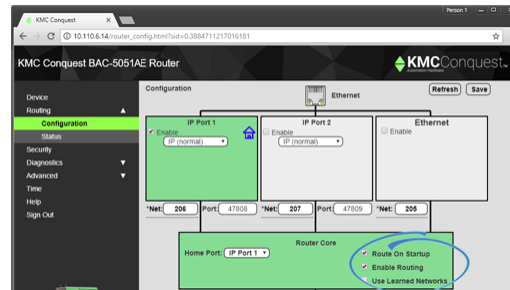 Person 1
KMC Conquest
10.110.6.14/router_config.html?sid=0.3884711217016181
KMC Conquest BAC-5051AE Router
KMCConquest™
Automation Hardware
Configuration
Ethernet
Refresh
Save
Device
Routing
Configuration
Status
Security
Diagnostics
Advanced
Time
Help
Sign Out
IP Port 1
Enable
IP (normal)
IP Port 2
Enable
IP (normal)
Ethernet
Enable
*Net: 206 Port: 47808 *Net: 207 Port: 47809 *Net: 205
Router Core
Home Port: IP Port 1
Route On Startup
Enable Routing
Use Learned Networks